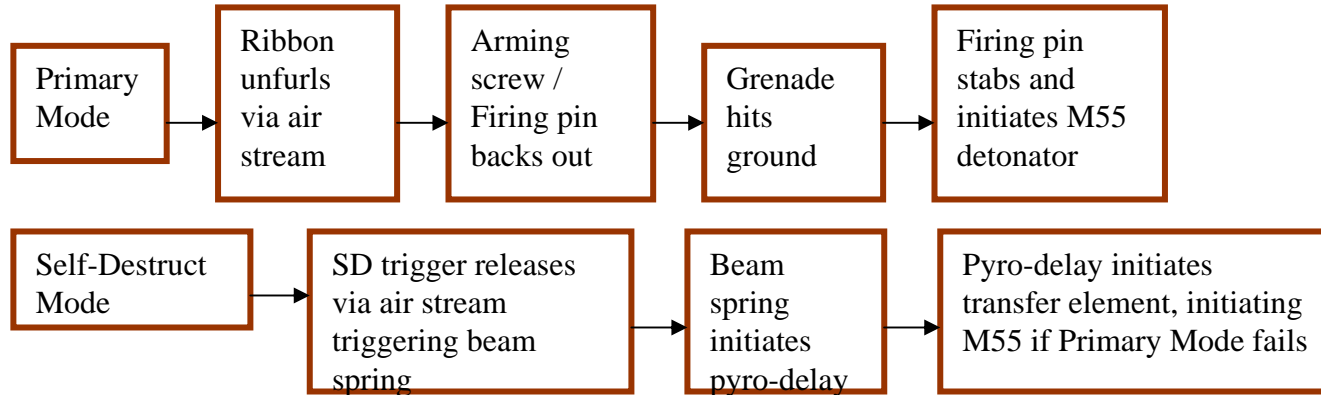 Primary
Mode
Ribbon
unfurls
via air
stream
Arming
screw /
Firing pin
backs out
Grenade
hits
ground
Firing pin
stabs and
initiates M55
detonator
Self-Destruct
Mode
SD trigger releases
via air stream
triggering beam
spring
Beam
spring
initiates
pyro-delay
Pyro-delay initiates
transfer element, initiating
M55 if Primary Mode fails